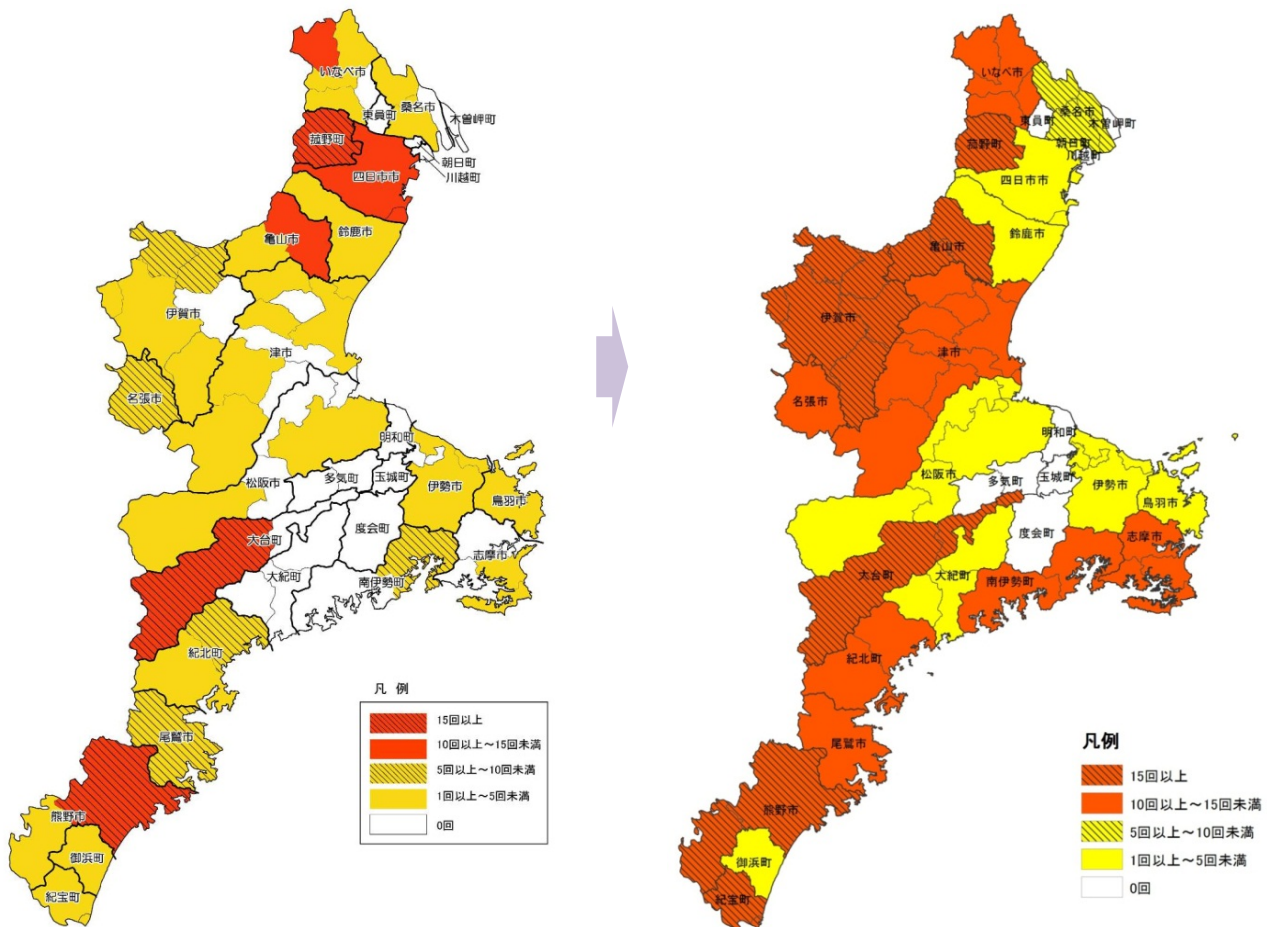 いなべ市
東員町
桑名市
木曽岬町
菰野町
朝日町
川越町
四日市市
亀山市
鈴鹿市
伊賀市
津市
名張市
明和町
松阪市
多気町
玉城町
伊勢市
鳥羽市
大台町
度会町
志摩市
大紀町
南伊勢町
紀北町
尾鷲市
熊野市
御浜町
紀宝町
凡 例
15回以上
10回以上～15回未満
5回以上～10回未満
1回以上～5回未満
0回
いなべ市
桑名市
東員町
木曽岬町
菰野町
朝日町
川越町
四日市市
鈴鹿市
亀山市
伊賀市
津市
名張市
明和町
松阪市
多気町
玉城町
伊勢市
鳥羽市
度会町
志摩市
大台町
大紀町
南伊勢町
紀北町
尾鷲市
熊野市
御浜町
紀宝町
凡例
15回以上
10回以上～15回未満
5回以上～10回未満
1回以上～5回未満
0回